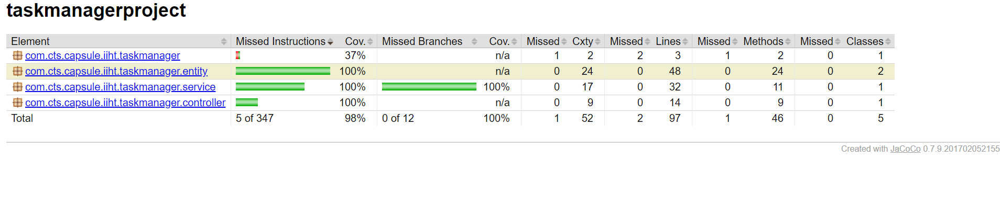 taskmanagerproject
Element Missed Instructions Cov. Missed Branches Cov. Missed Cxty Missed Lines Missed Methods Missed Classes
com.cts.capsule.iiht.taskmanager 37% n/a 1 2 2 3 1 2 0 1
com.cts.capsule.iiht.taskmanager.entity 100% n/a 0 24 0 48 0 24 0 2
com.cts.capsule.iiht.taskmanager.service 100% 100% 0 17 0 32 0 11 0 1
com.cts.capsule.iiht.taskmanager.controller 100% n/a 0 9 0 14 0 9 0 1
Total 5 of 347 98% 0 of 12 100% 1 52 2 97 1 46 0 5
Created with JaCoCo 0.7.9.201702052155